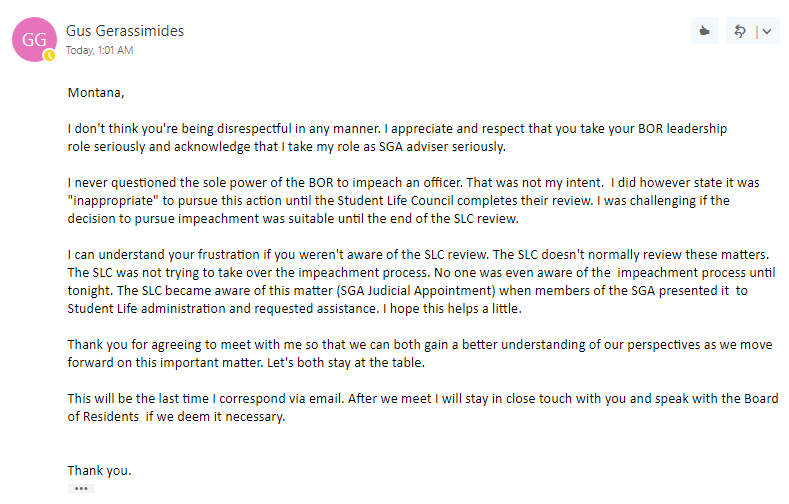 GG
Gus Gerassimides
Today, 1:01 AM
Montana,
I don't think you're being disrespectful in any manner. I appreciate and respect that you take your BOR leadership
role seriously and acknowledge that I take my role as SGA adviser seriously.
I never questioned the sole power of the BOR to impeach an officer. That was not my intent.  I did however state it was
"inappropriate" to pursue this action until the Student Life Council completes their review. I was challenging if the
decision to pursue impeachment was suitable until the end of the SLC review.
I can understand your frustration if you weren't aware of the SLC review. The SLC doesn't normally review these matters.
The SLC was not trying to take over the impeachment process. No one was even aware of the  impeachment process until
tonight. The SLC became aware of this matter (SGA Judicial Appointment) when members of the SGA presented it  to
Student Life administration and requested assistance. I hope this helps a little.
Thank you for agreeing to meet with me so that we can both gain a better understanding of our perspectives as we move
forward on this important matter. Let's both stay at the table.
This will be the last time I correspond via email. After we meet I will stay in close touch with you and speak with the Board
of Residents  if we deem it necessary.
Thank you.